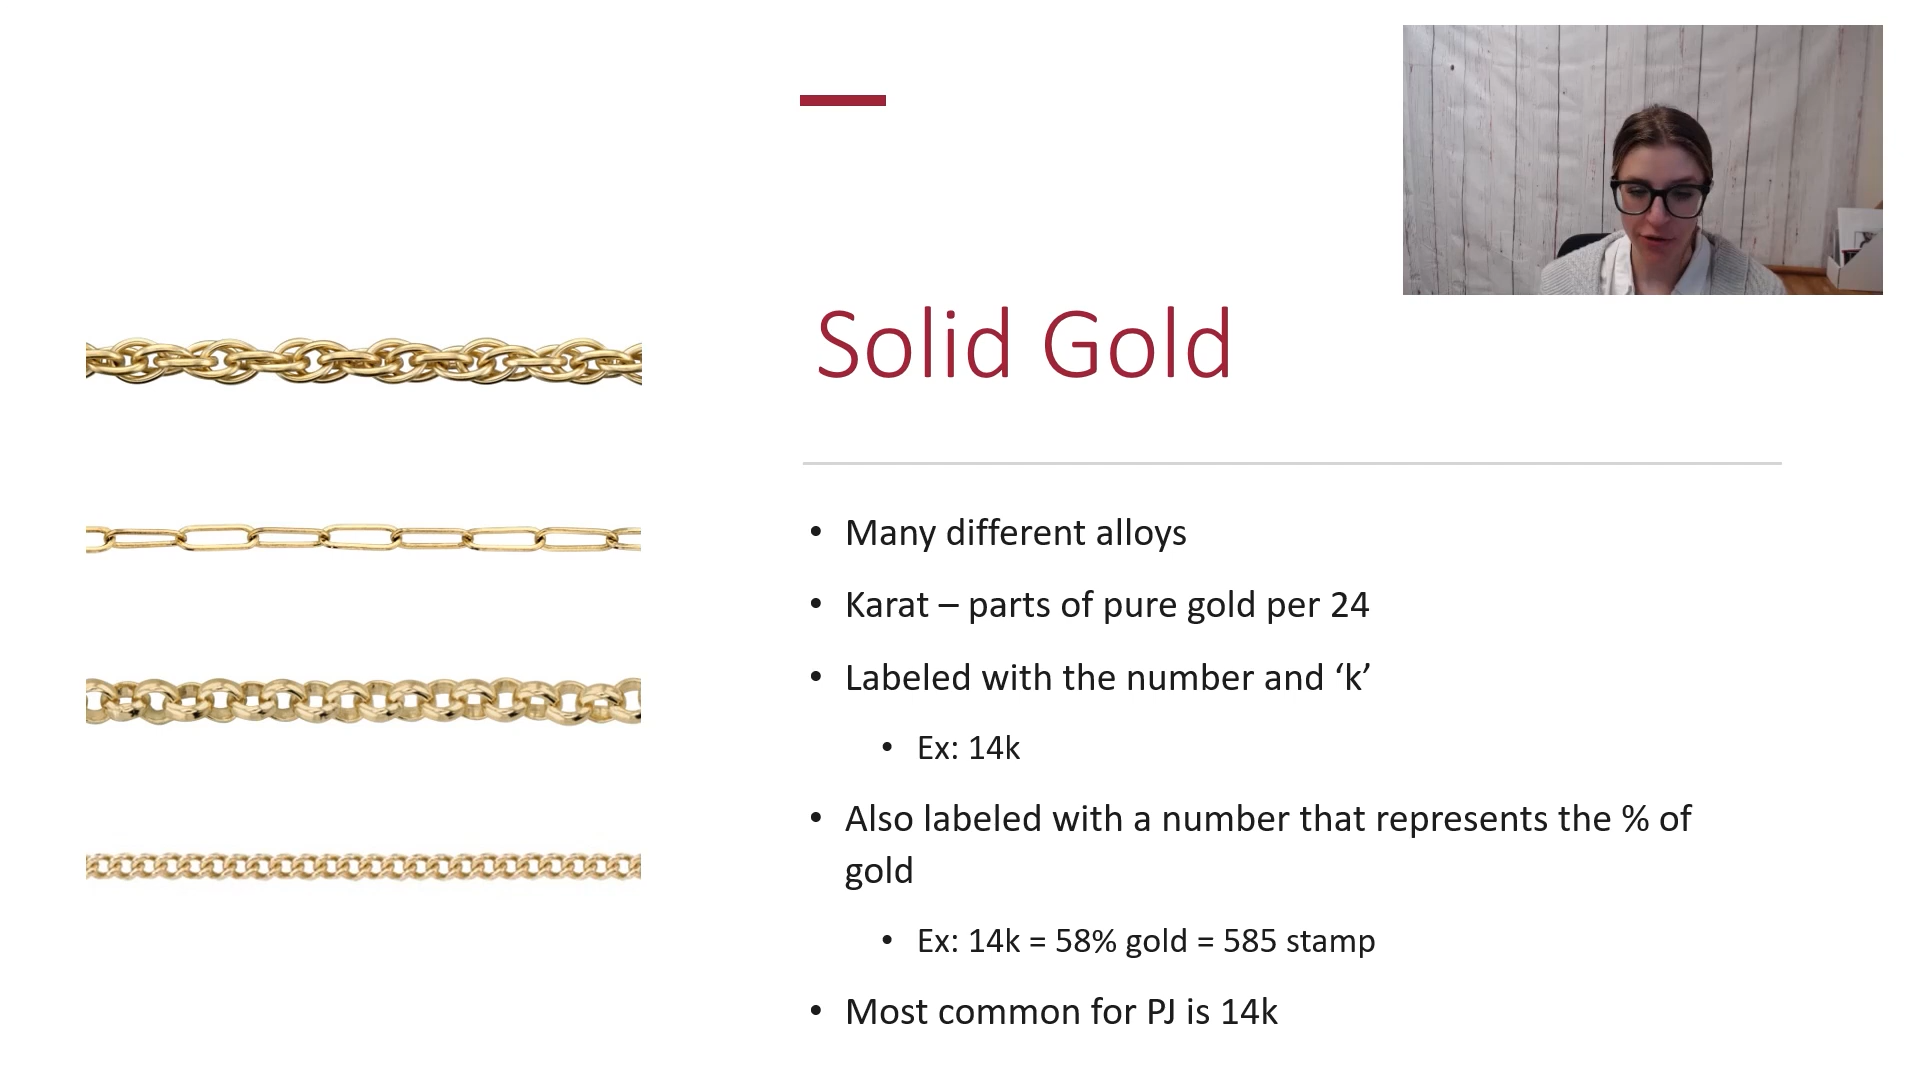 Solid Gold
• Many different alloys
• Karat – parts of pure gold per 24
• Labeled with the number and ‘k’
• Ex: 14k
• Also labeled with a number that represents the % of
gold
• Ex: 14k = 58% gold = 585 stamp
• Most common for PJ is 14k